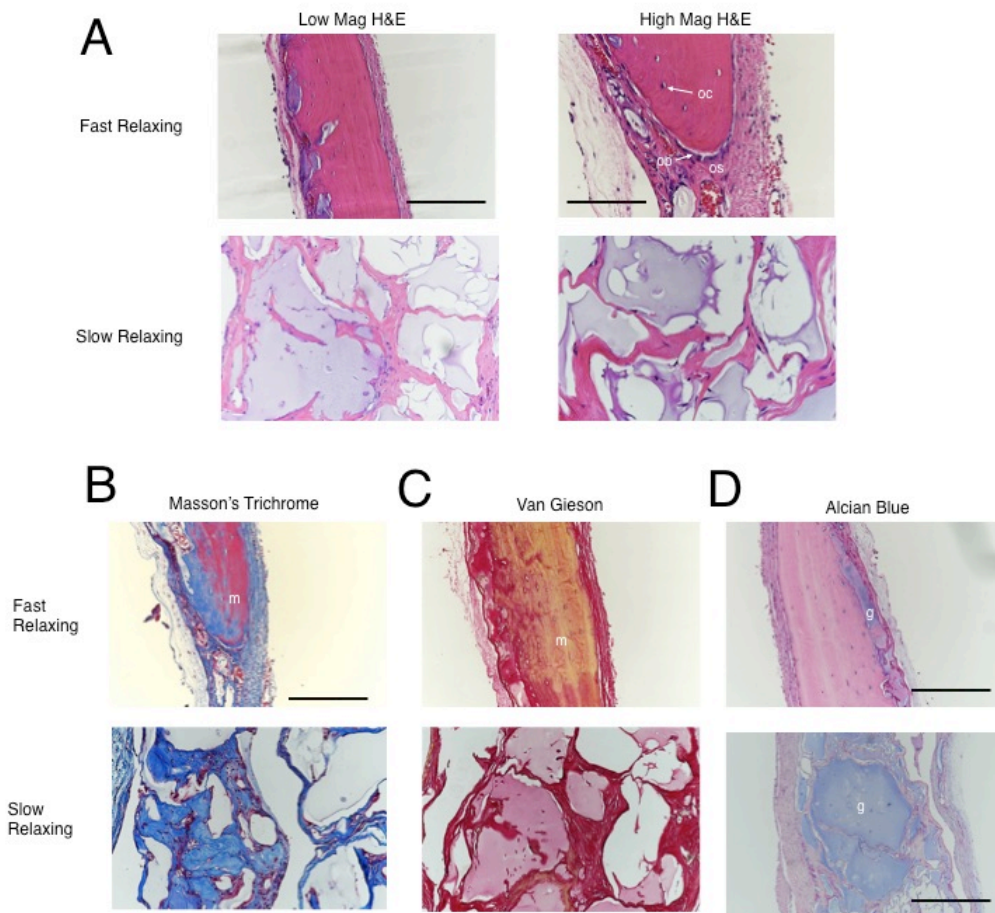 A
Low Mag H&E
High Mag H&E
Fast Relaxing
oc
ob
os
Slow Relaxing
B
Masson's Trichrome
C
Van Gieson
D
Alcian Blue
Fast
Relaxing
m
m
g
Slow
Relaxing
g